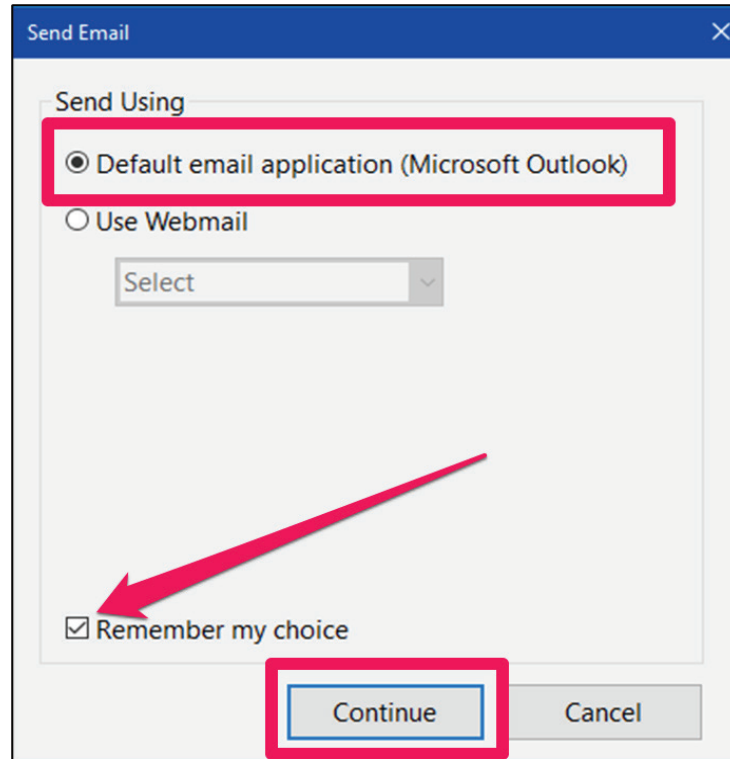 Send Email
Send Using
Default email application (Microsoft Outlook)
Use Webmail
Select
Remember my choice
Continue
Cancel